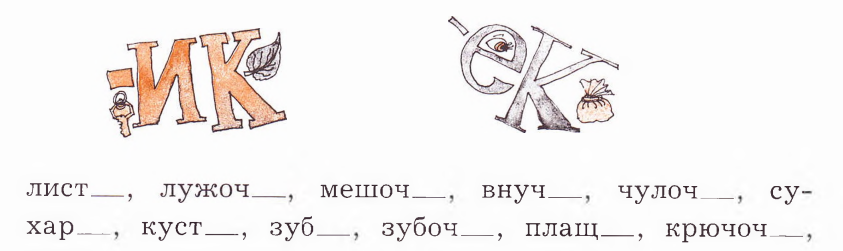 -ик -ек
лист__, лужоч__, мешоч__, внуч__, чулоч__, су-
хар__, куст__, зуб__, зубоч__, плащ__, крючоч__,